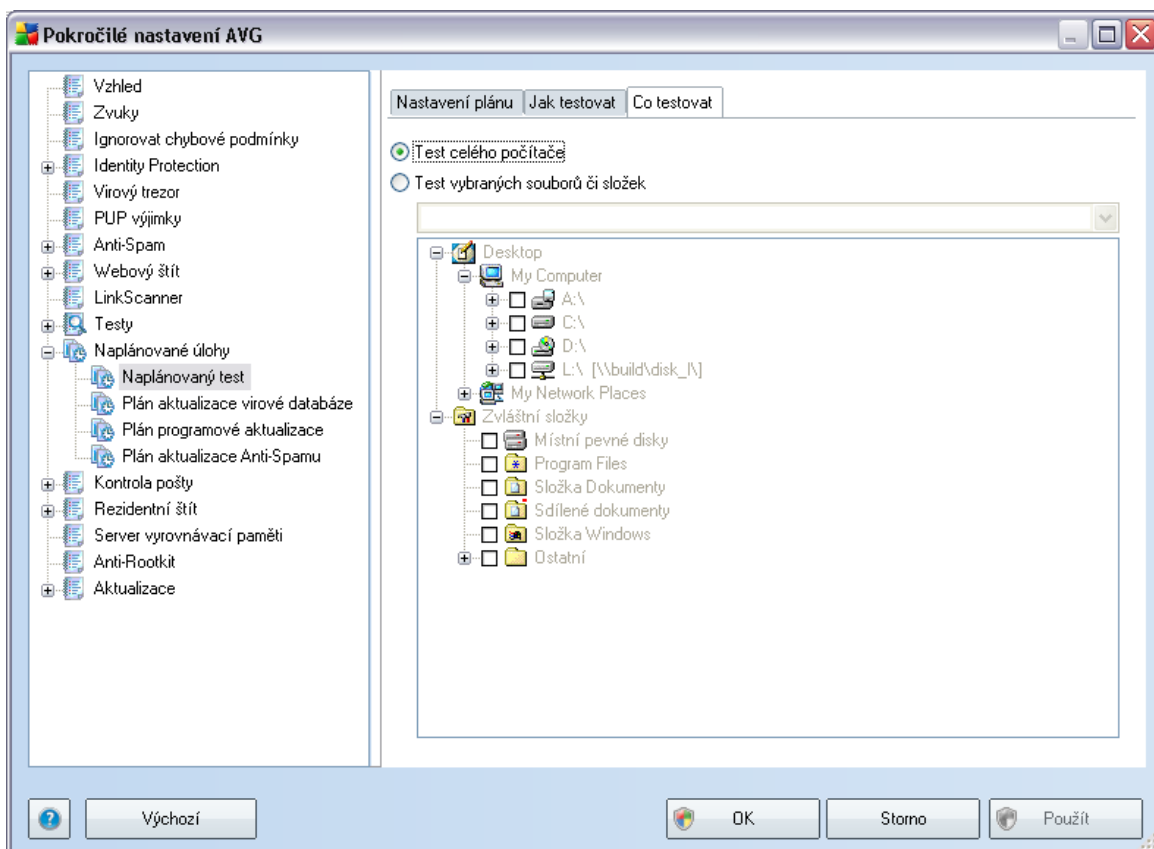 Pokročilé nastavení AVG
Vzhled
Zvuky
Ignorovat chybové podmínky
Identity Protection
Virový trezor
PUP výjimky
Anti-Spam
Webový štít
LinkScanner
Testy
Naplánované úlohy
Naplánovaný test
Plán aktualizace virové databáze
Plán programové aktualizace
Plán aktualizace Anti-Spamu
Kontrola pošty
Rezidentní štít
Server vyrovnávací paměti
Anti-Rootkit
Aktualizace
Nastavení plánu Jak testovat Co testovat
Test celého počítače
Test vybraných souborů či složek
Desktop
My Computer
A:\
C:\
D:\
L:\ [\\build\disk_l\]
My Network Places
Zvláštní složky
Místní pevné disky
Program Files
Složka Dokumenty
Sdílené dokumenty
Složka Windows
Ostatní
Výchozí OK Storno Použít